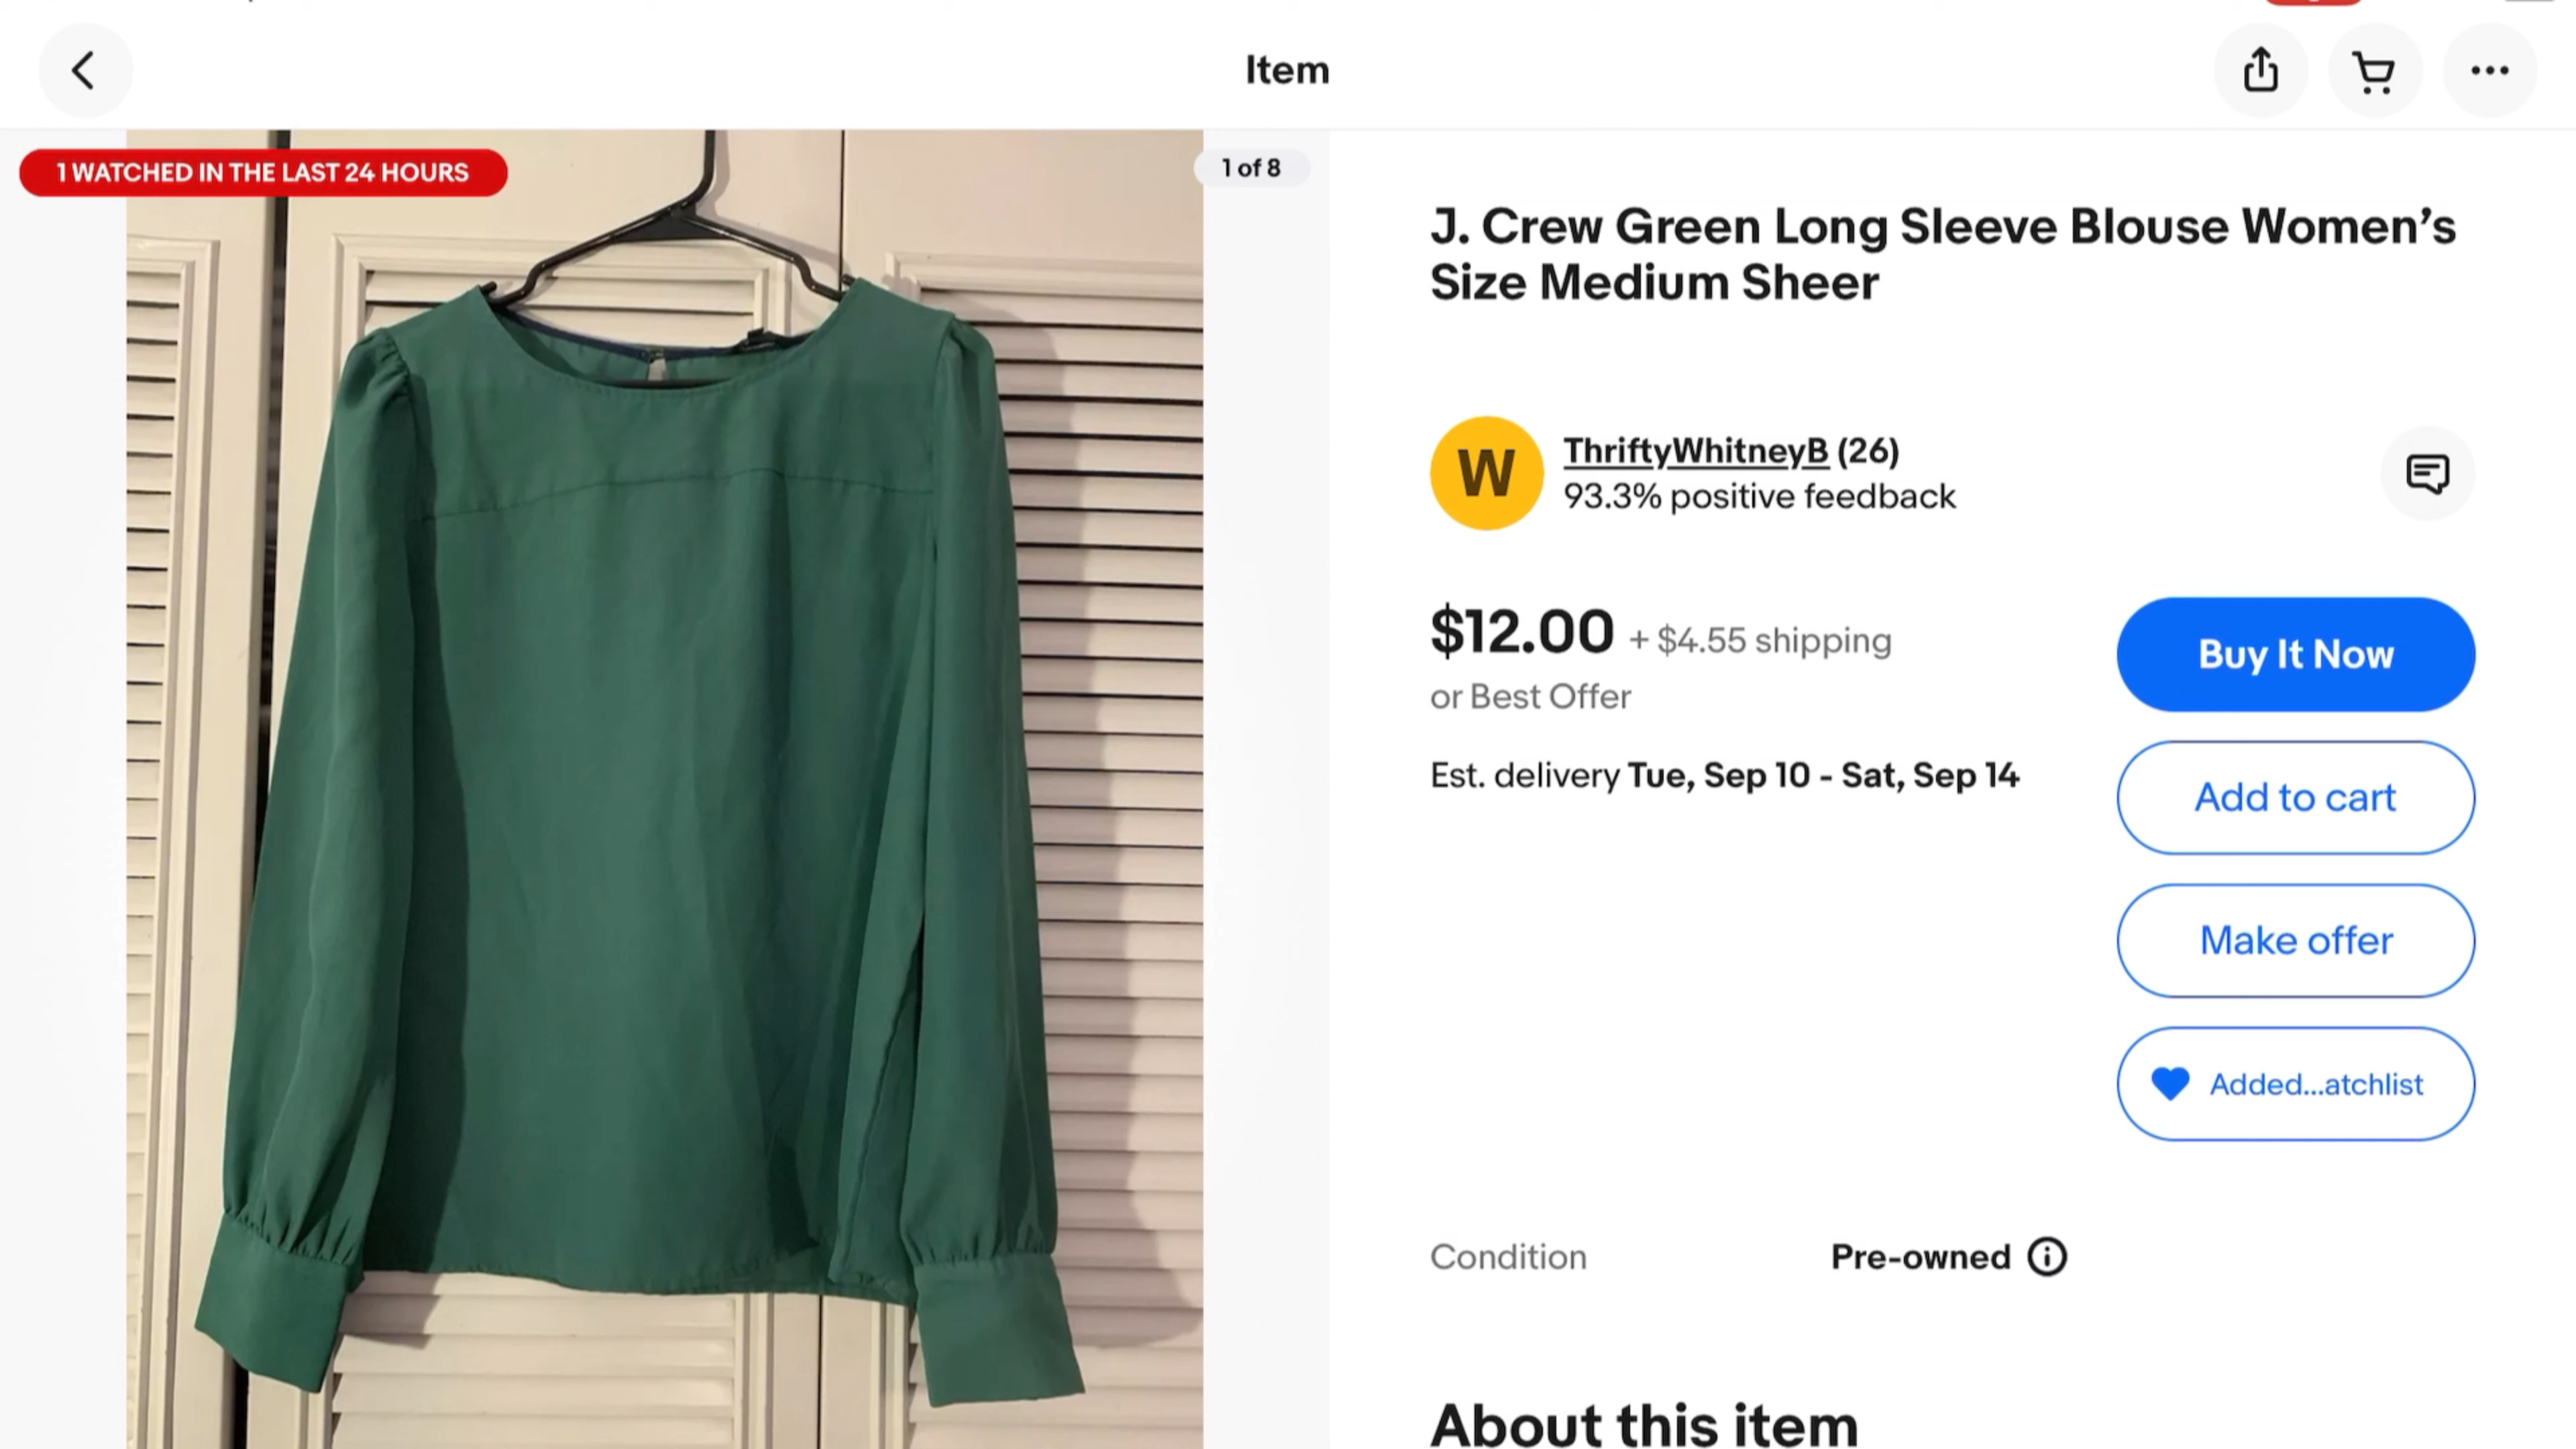 Item
1 WATCHED IN THE LAST 24 HOURS
1 of 8
J. Crew Green Long Sleeve Blouse Women’s
Size Medium Sheer
W
ThriftyWhitneyB (26)
93.3% positive feedback
$12.00 + $4.55 shipping
or Best Offer
Buy It Now
Est. delivery Tue, Sep 10 - Sat, Sep 14
Add to cart
Make offer
Added...atchlist
Condition Pre-owned
About this item